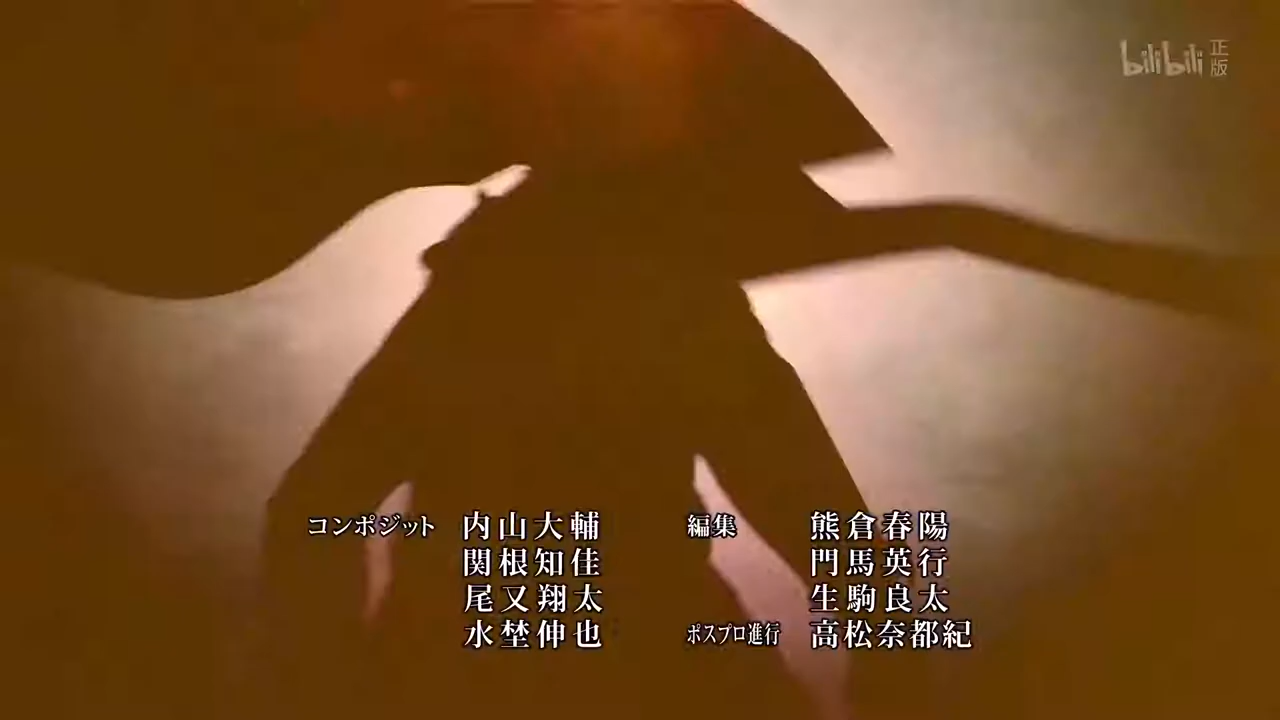 bilibili 正版
コンポジット 内山大輔
関根知佳
尾又翔太
水埜伸也
編集 熊倉春陽
門馬英行
生駒良太
ポスプロ進行 高松奈都紀